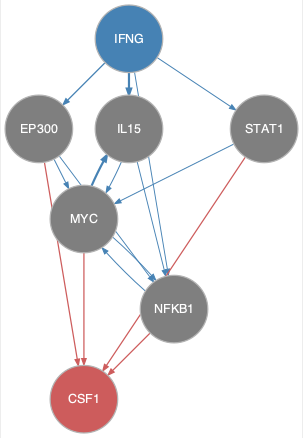 IFNG
EP300
IL15
STAT1
MYC
NFKB1
CSF1